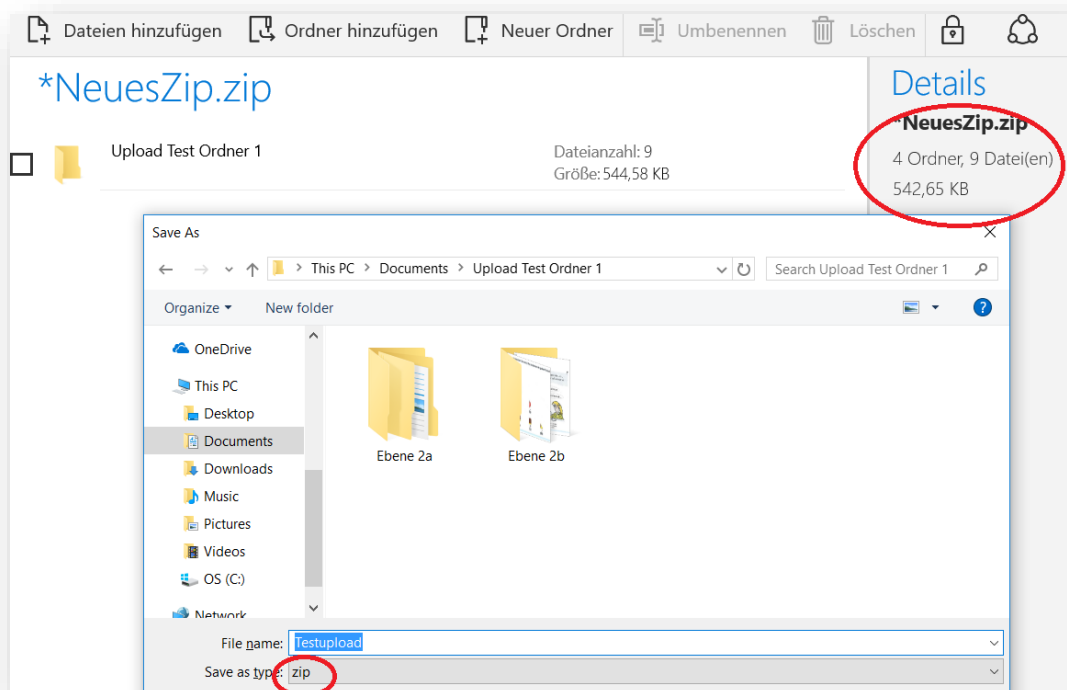 Dateien hinzufügen Ordner hinzufügen Neuer Ordner Umbenennen Löschen
*NeuesZip.zip
Details
*NeuesZip.zip
4 Ordner, 9 Datei(en)
542,65 KB
Upload Test Ordner 1
Dateianzahl: 9
Größe: 544,58 KB
Save As
This PC > Documents > Upload Test Ordner 1
Search Upload Test Ordner 1
Organize
New folder
OneDrive
This PC
Desktop
Documents
Downloads
Music
Pictures
Videos
OS (C:)
Network
Ebene 2a
Ebene 2b
File name: Testupload
Save as type: zip